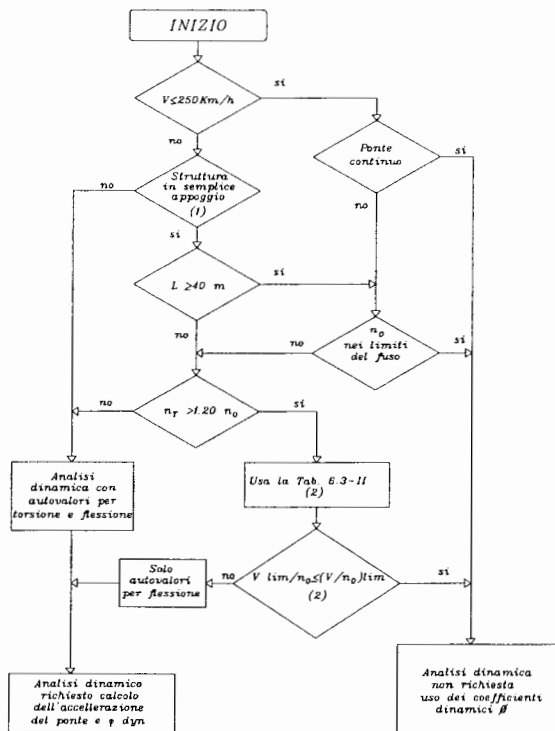 INIZIO
V≤250Km/h
si
no
Ponte
continuo
si
no
Struttura
in semplice
appoggio
(1)
no
si
L ≥40 m
si
no
n₀
nei limiti
del fuso
no
si
n_T >1.20 n₀
no
si
Analisi
dinamica con
autovalori per
torsione e flessione
Usa la Tab. 6.3-II
(2)
V lim/n₀≤(V/n₀)lim
(2)
no
si
Solo
autovalori
per flessione
Analisi dinamico
richiesto calcolo
dell'accellerazione
del ponte e φ dyn
Analisi dinamica
non richiesta
uso dei coefficienti
dinamici Ø